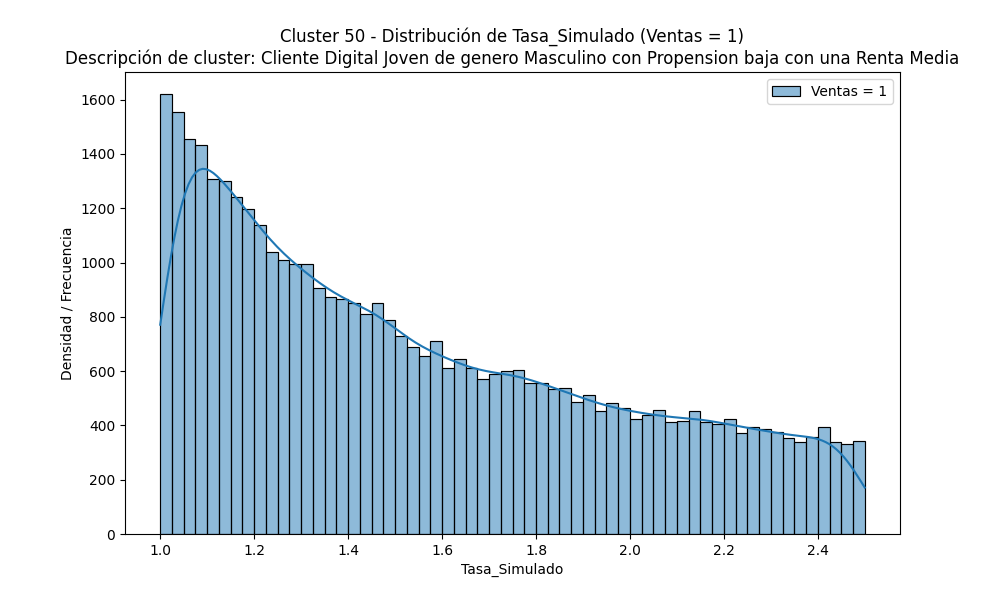 Cluster 50 - Distribución de Tasa_Simulado (Ventas = 1)
Descripción de cluster: Cliente Digital Joven de genero Masculino con Propension baja con una Renta Media
Ventas = 1
Densidad / Frecuencia
1600
1400
1200
1000
800
600
400
200
0
1.0 1.2 1.4 1.6 1.8 2.0 2.2 2.4
Tasa_Simulado